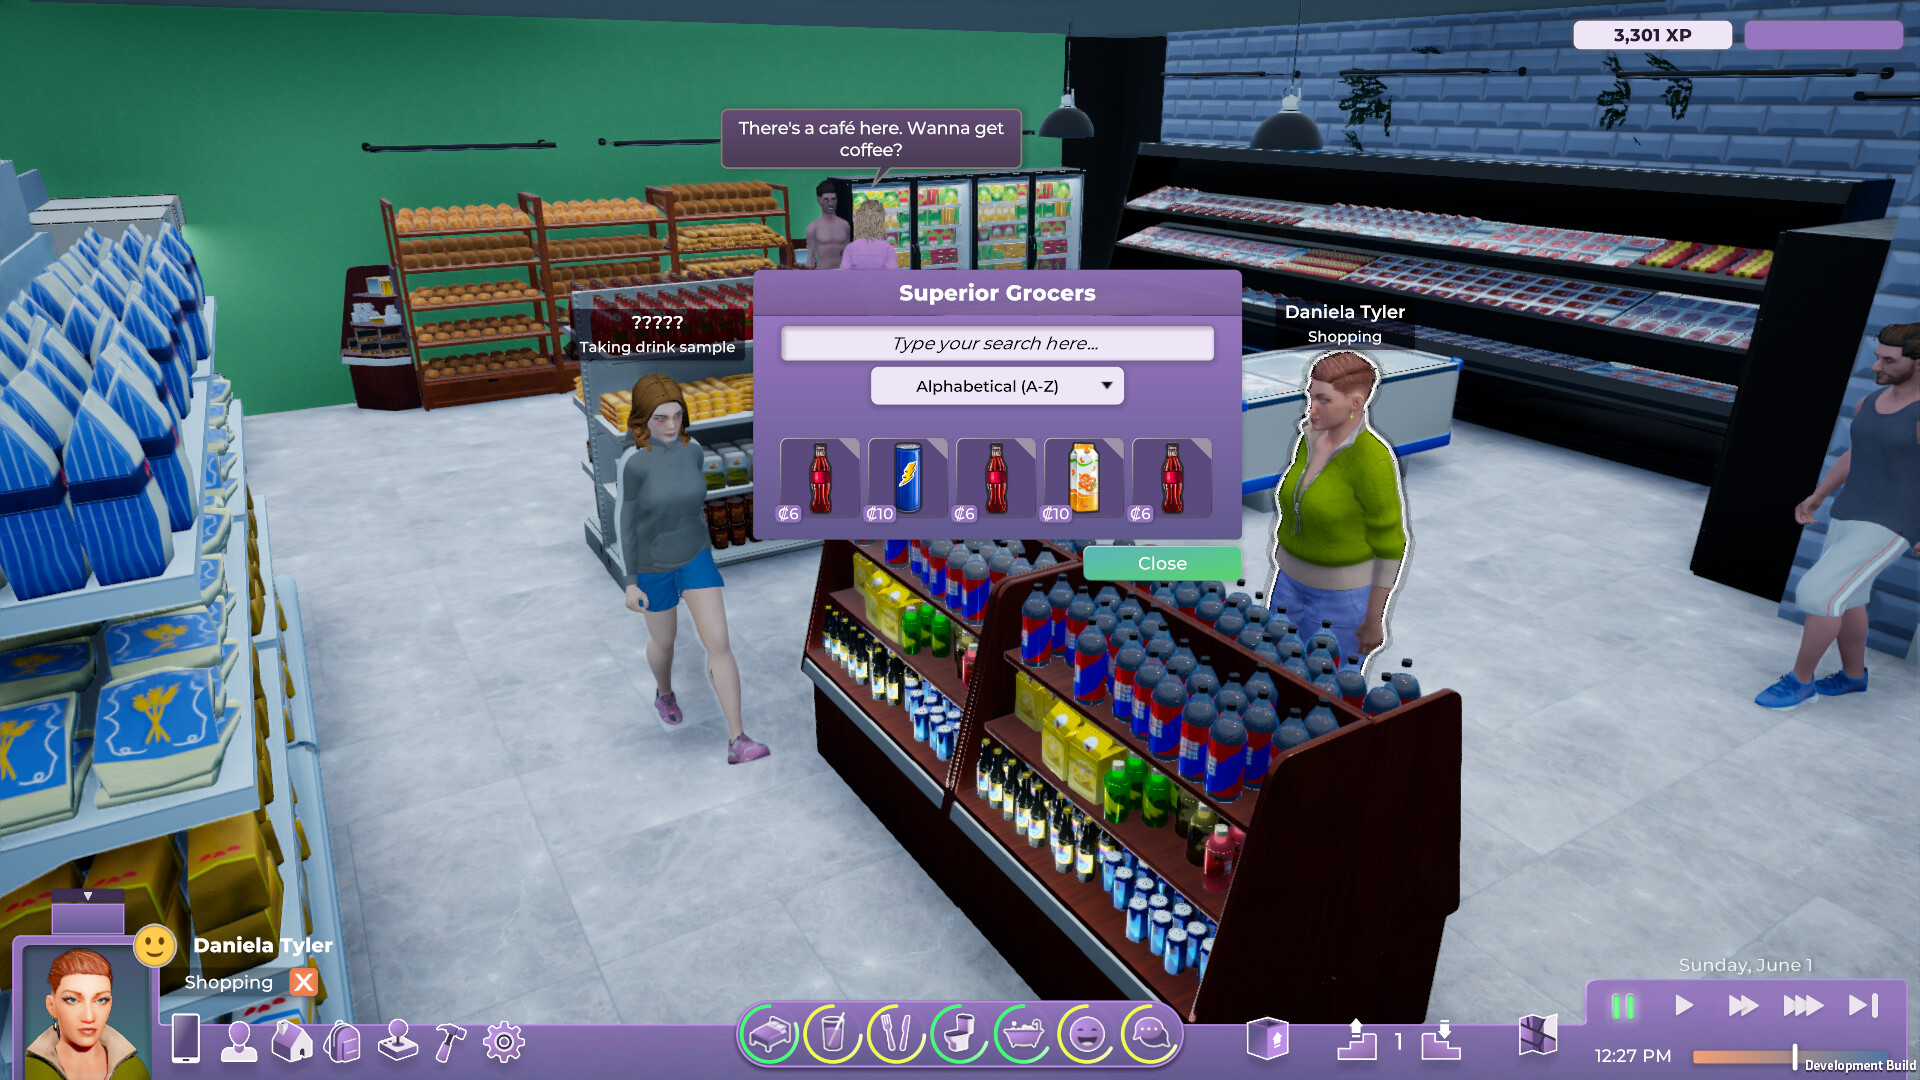 3,301 XP
There's a café here. Wanna get
coffee?
Superior Grocers
Type your search here...
Alphabetical (A-Z)
₡6
₡10
₡6
₡10
₡6
Close
?????
Taking drink sample
Daniela Tyler
Shopping
Daniela Tyler
Shopping
X
1
Sunday, June 1
12:27 PM
Development Build